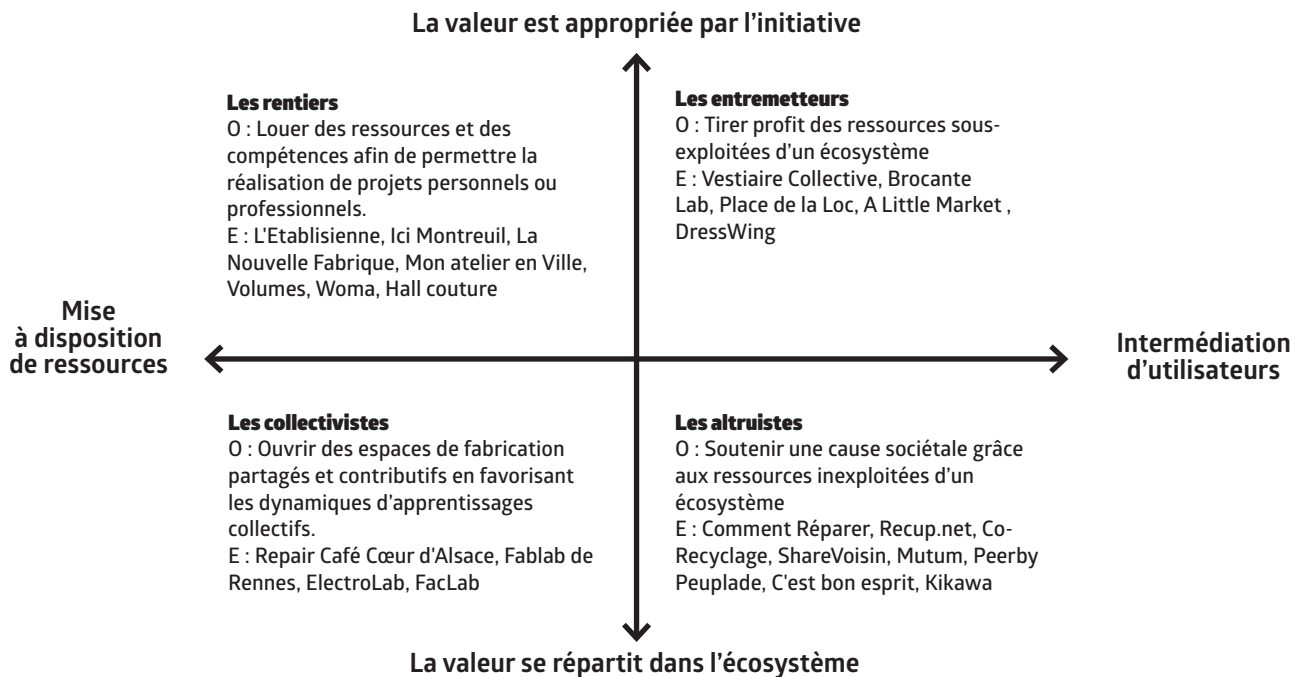 La valeur est appropriée par l'initiative
Les rentiers
O : Louer des ressources et des
compétences afin de permettre la
réalisation de projets personnels ou
professionnels.
E : L'Etablisienne, Ici Montreuil, La
Nouvelle Fabrique, Mon atelier en Ville,
Volumes, Woma, Hall couture
Les entremetteurs
O : Tirer profit des ressources sous-
exploitées d'un écosystème
E : Vestiaire Collective, Brocante
Lab, Place de la Loc, A Little Market ,
DressWing
Mise
à disposition
de ressources
Intermédiation
d'utilisateurs
Les collectivistes
O : Ouvrir des espaces de fabrication
partagés et contributifs en favorisant
les dynamiques d'apprentissages
collectifs.
E : Repair Café Cœur d'Alsace, Fablab de
Rennes, ElectroLab, FacLab
Les altruistes
O : Soutenir une cause sociétale grâce
aux ressources inexploitées d'un
écosystème
E : Comment Réparer, Recup.net, Co-
Recyclage, ShareVoisin, Mutum, Peerby
Peuplade, C'est bon esprit, Kikawa
La valeur se répartit dans l'écosystème